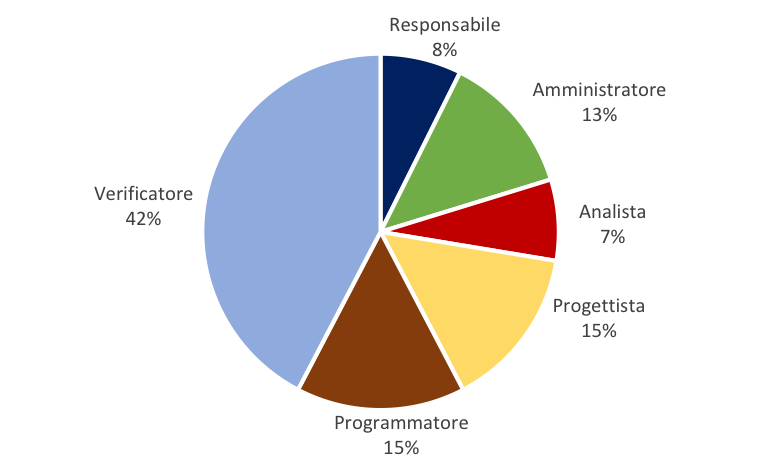 Responsabile
8%
Amministratore
13%
Analista
7%
Progettista
15%
Programmatore
15%
Verificatore
42%